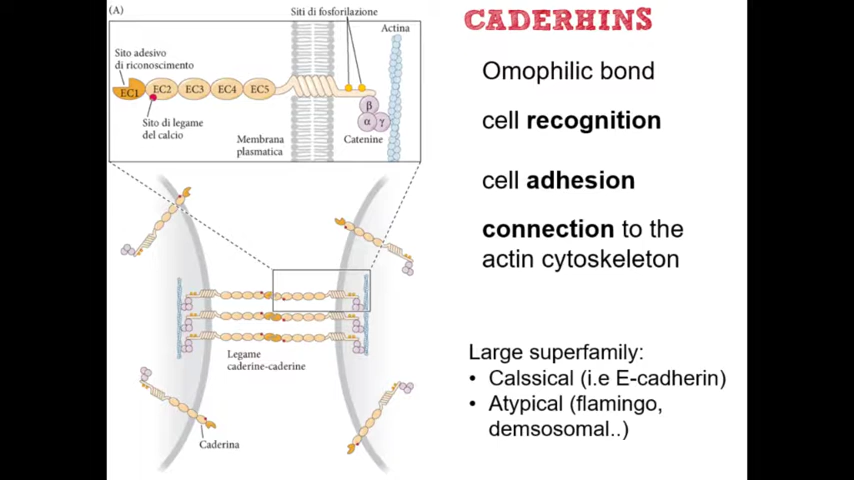 (A)
Siti di fosforilazione
Actina
Sito adesivo
di riconoscimento
EC1 EC2 EC3 EC4 EC5
Sito di legame
del calcio
β
α γ
Membrana
plasmatica
Catenine
Legame
caderine-caderine
Caderina
CADERHINS
Omophilic bond
cell recognition
cell adhesion
connection to the
actin cytoskeleton
Large superfamily:
• Calssical (i.e E-cadherin)
• Atypical (flamingo,
demsosomal..)